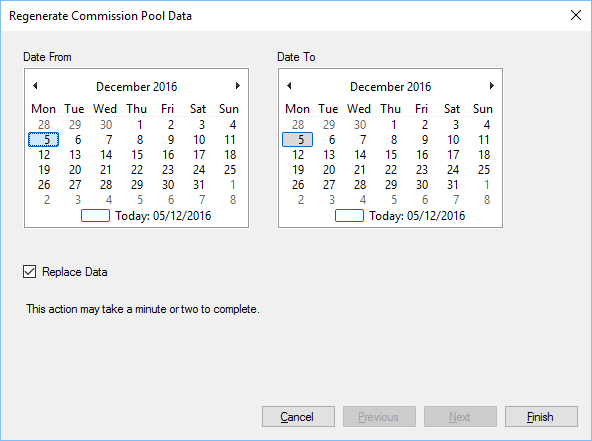 Regenerate Commission Pool Data
Date From Date To
December 2016 December 2016
Mon Tue Wed Thu Fri Sat Sun Mon Tue Wed Thu Fri Sat Sun
28 29 30 1 2 3 4 28 29 30 1 2 3 4
5 6 7 8 9 10 11 5 6 7 8 9 10 11
12 13 14 15 16 17 18 12 13 14 15 16 17 18
19 20 21 22 23 24 25 19 20 21 22 23 24 25
26 27 28 29 30 31 1 26 27 28 29 30 31 1
2 3 4 5 6 7 8 2 3 4 5 6 7 8
Today: 05/12/2016 Today: 05/12/2016
Replace Data
This action may take a minute or two to complete.
Cancel Previous Next Finish